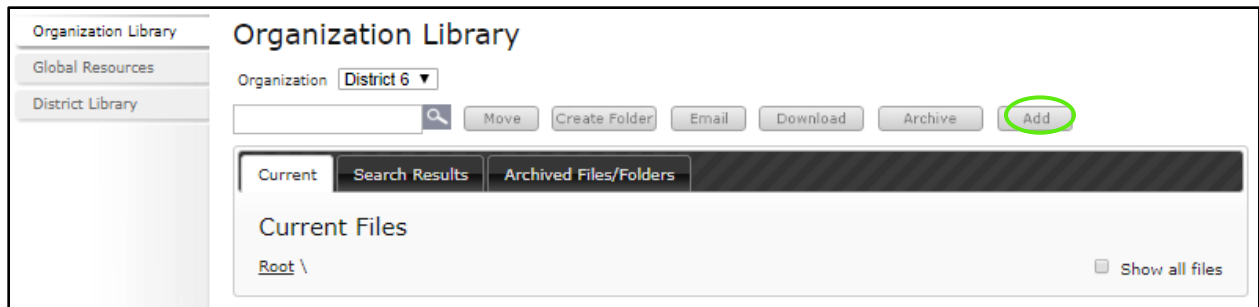 Organization Library
Global Resources
District Library
Organization Library
Organization District 6 ▼
Move Create Folder Email Download Archive Add
Current Search Results Archived Files/Folders
Current Files
Root \ Show all files